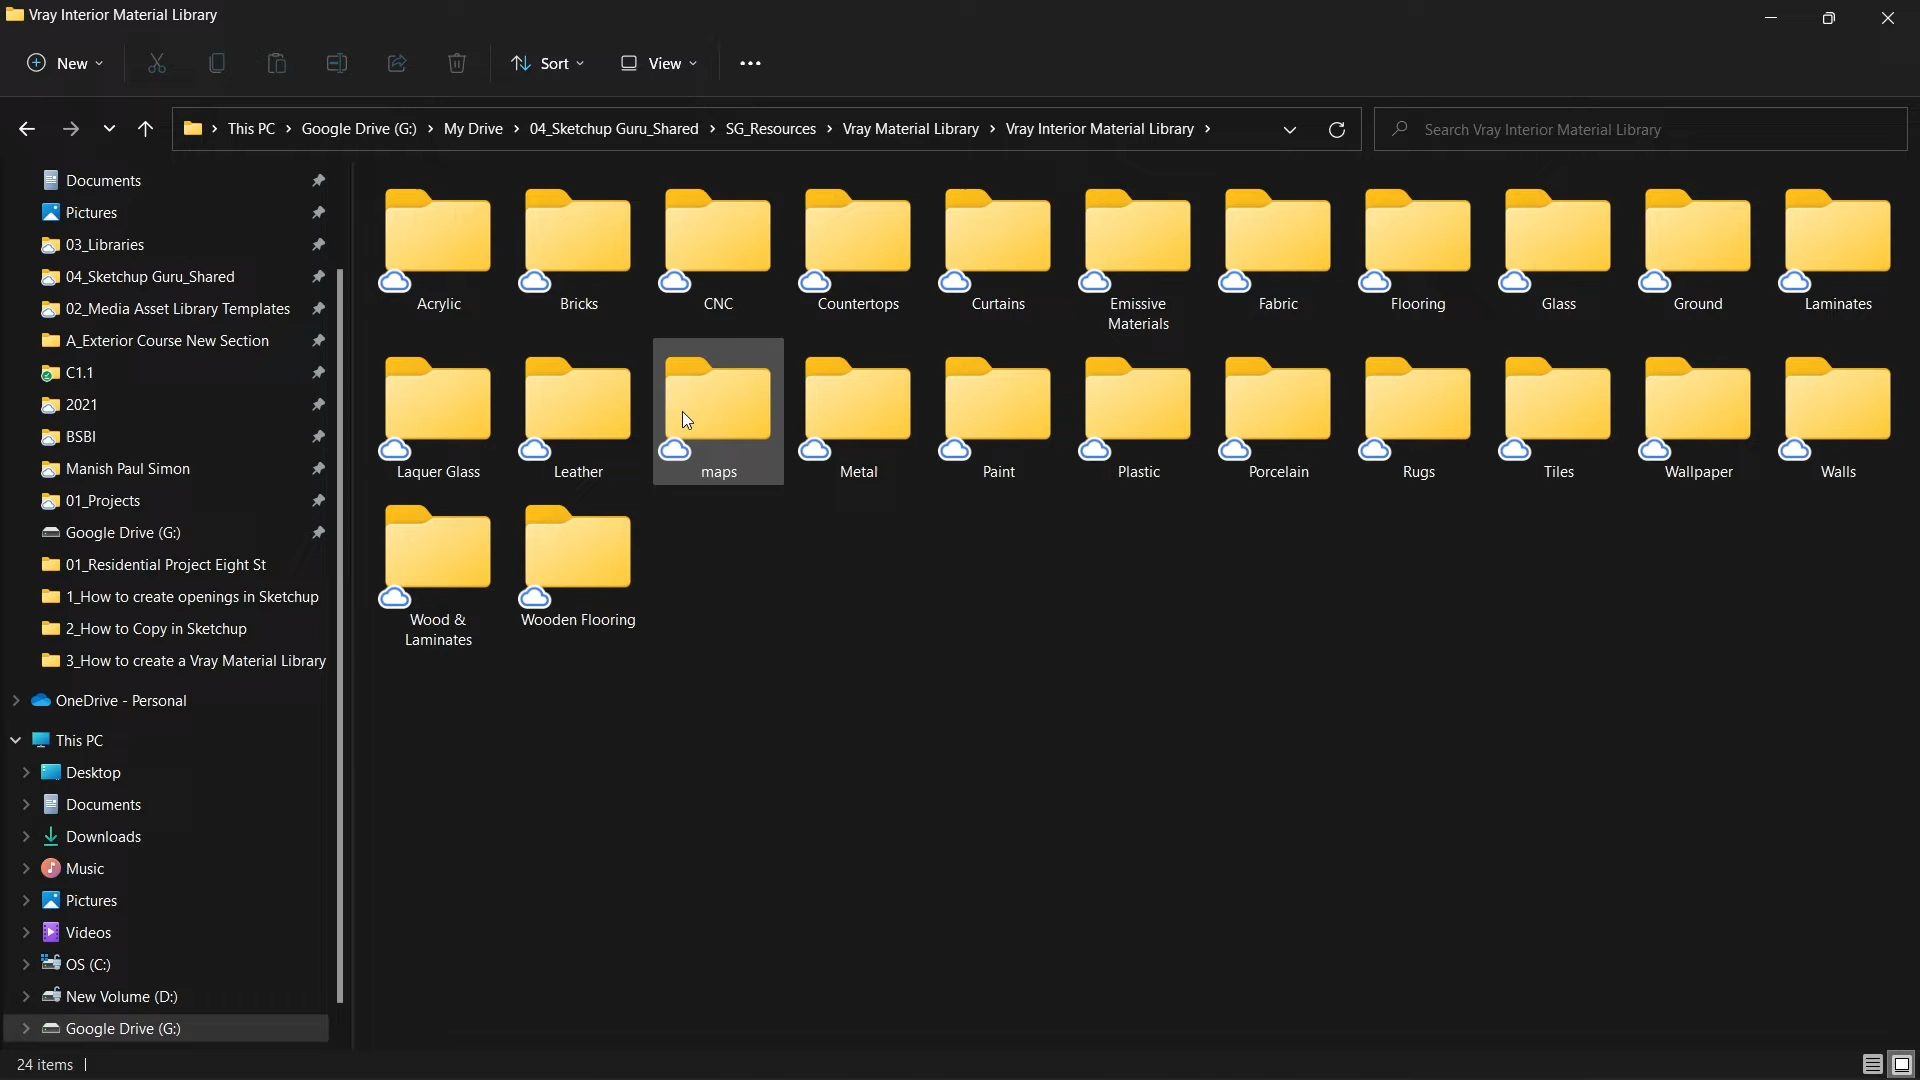 Vray Interior Material Library
New
Sort
View
This PC > Google Drive (G:) > My Drive > 04_Sketchup Guru_Shared > SG_Resources > Vray Material Library > Vray Interior Material Library >
Search Vray Interior Material Library
Documents
Pictures
03_Libraries
04_Sketchup Guru_Shared
02_Media Asset Library Templates
A_Exterior Course New Section
C1.1
2021
BSBI
Manish Paul Simon
01_Projects
Google Drive (G:)
01_Residential Project Eight St
1_How to create openings in Sketchup
2_How to Copy in Sketchup
3_How to create a Vray Material Library
OneDrive - Personal
This PC
Desktop
Documents
Downloads
Music
Pictures
Videos
OS (C:)
New Volume (D:)
Google Drive (G:)
Acrylic
Bricks
CNC
Countertops
Curtains
Emissive
Materials
Fabric
Flooring
Glass
Ground
Laminates
Laquer Glass
Leather
maps
Metal
Paint
Plastic
Porcelain
Rugs
Tiles
Wallpaper
Walls
Wood &
Laminates
Wooden Flooring
24 items